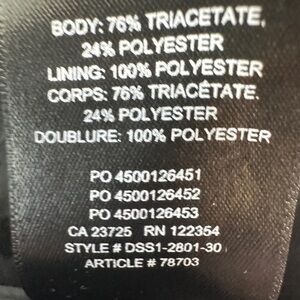 BODY: 76% TRIACETATE,
24% POLYESTER
LINING: 100% POLYESTER
CORPS: 76% TRIACÉTATE.
24% POLYESTER
DOUBLURE: 100% POLYESTER
PO 4500126451
PO 4500126452
PO 4500126453
CA 23725 RN 122354
STYLE # DSS1-2801-30
ARTICLE # 78703